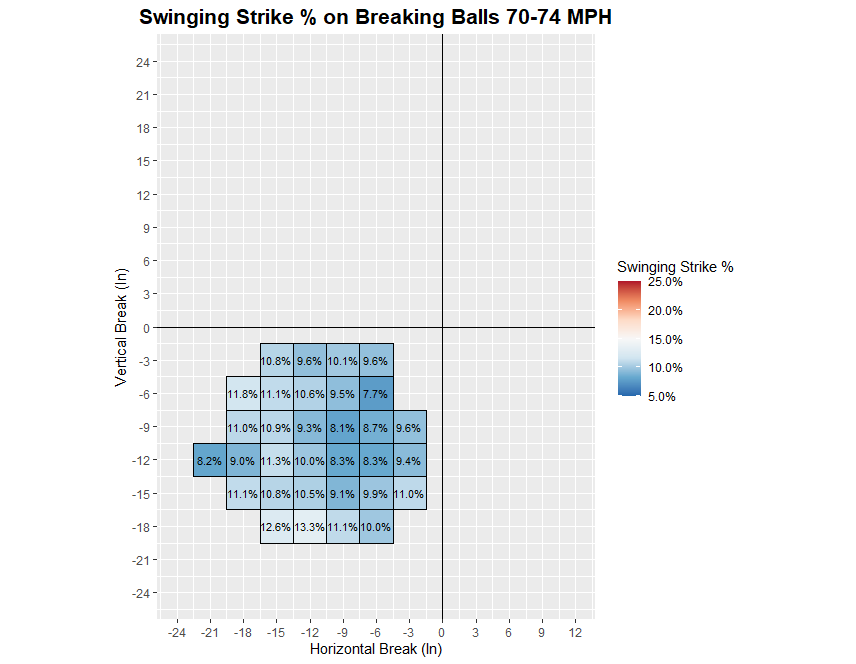 Swinging Strike % on Breaking Balls 70-74 MPH
24
21
18
15
12
9
6
3
0
-3
-6
-9
-12
-15
-18
-21
-24
Vertical Break (In)
10.8% 9.6% 10.1% 9.6%
11.8% 11.1% 10.6% 9.5% 7.7%
11.0% 10.9% 9.3% 8.1% 8.7% 9.6%
8.2% 9.0% 11.3% 10.0% 8.3% 8.3% 9.4%
11.1% 10.8% 10.5% 9.1% 9.9% 11.0%
12.6% 13.3% 11.1% 10.0%
-24 -21 -18 -15 -12 -9 -6 -3 0 3 6 9 12
Horizontal Break (In)
Swinging Strike %
25.0%
20.0%
15.0%
10.0%
5.0%